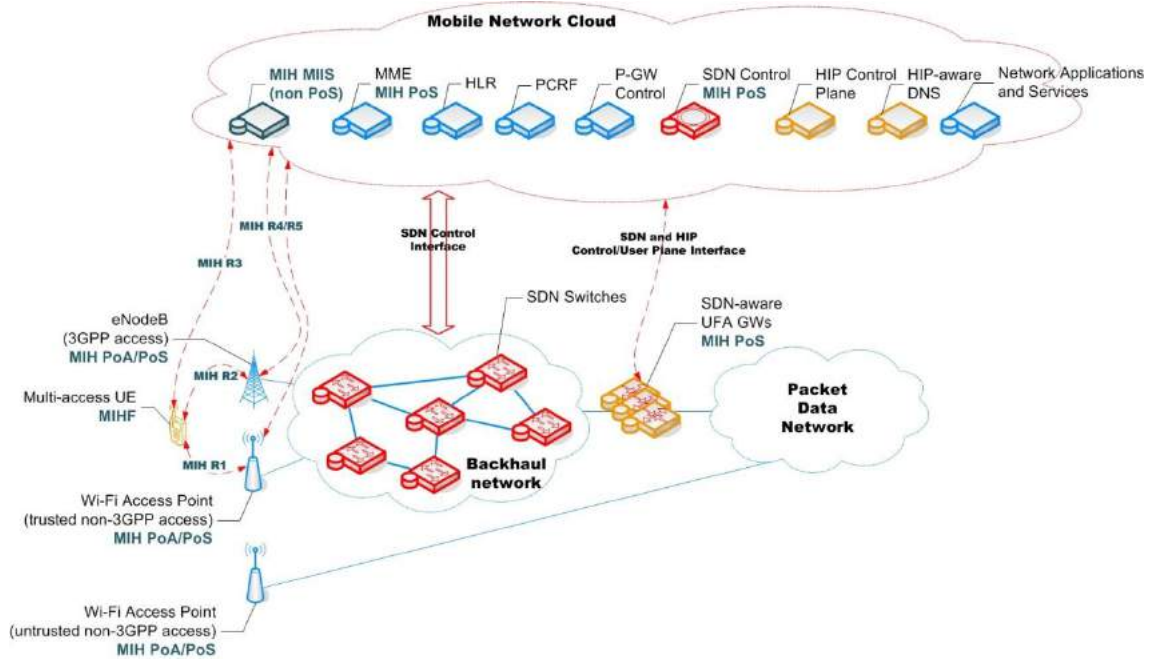 Mobile Network Cloud
MIH MIIS
(non PoS)
MME
MIH PoS
HLR
PCRF
P-GW
Control
SDN Control
MIH PoS
HIP Control
Plane
HIP-aware
DNS
Network Applications
and Services
MIH R4/R5
MIH R3
SDN Control
Interface
SDN and HIP
Control/User Plane Interface
SDN Switches
SDN-aware
UFA GWs
MIH PoS
eNodeB
(3GPP access)
MIH PoA/PoS
MIH R2
Multi-access UE
MIHF
MIH R1
Backhaul
network
Packet
Data
Network
Wi-Fi Access Point
(trusted non-3GPP access)
MIH PoA/PoS
Wi-Fi Access Point
(untrusted non-3GPP access)
MIH PoA/PoS